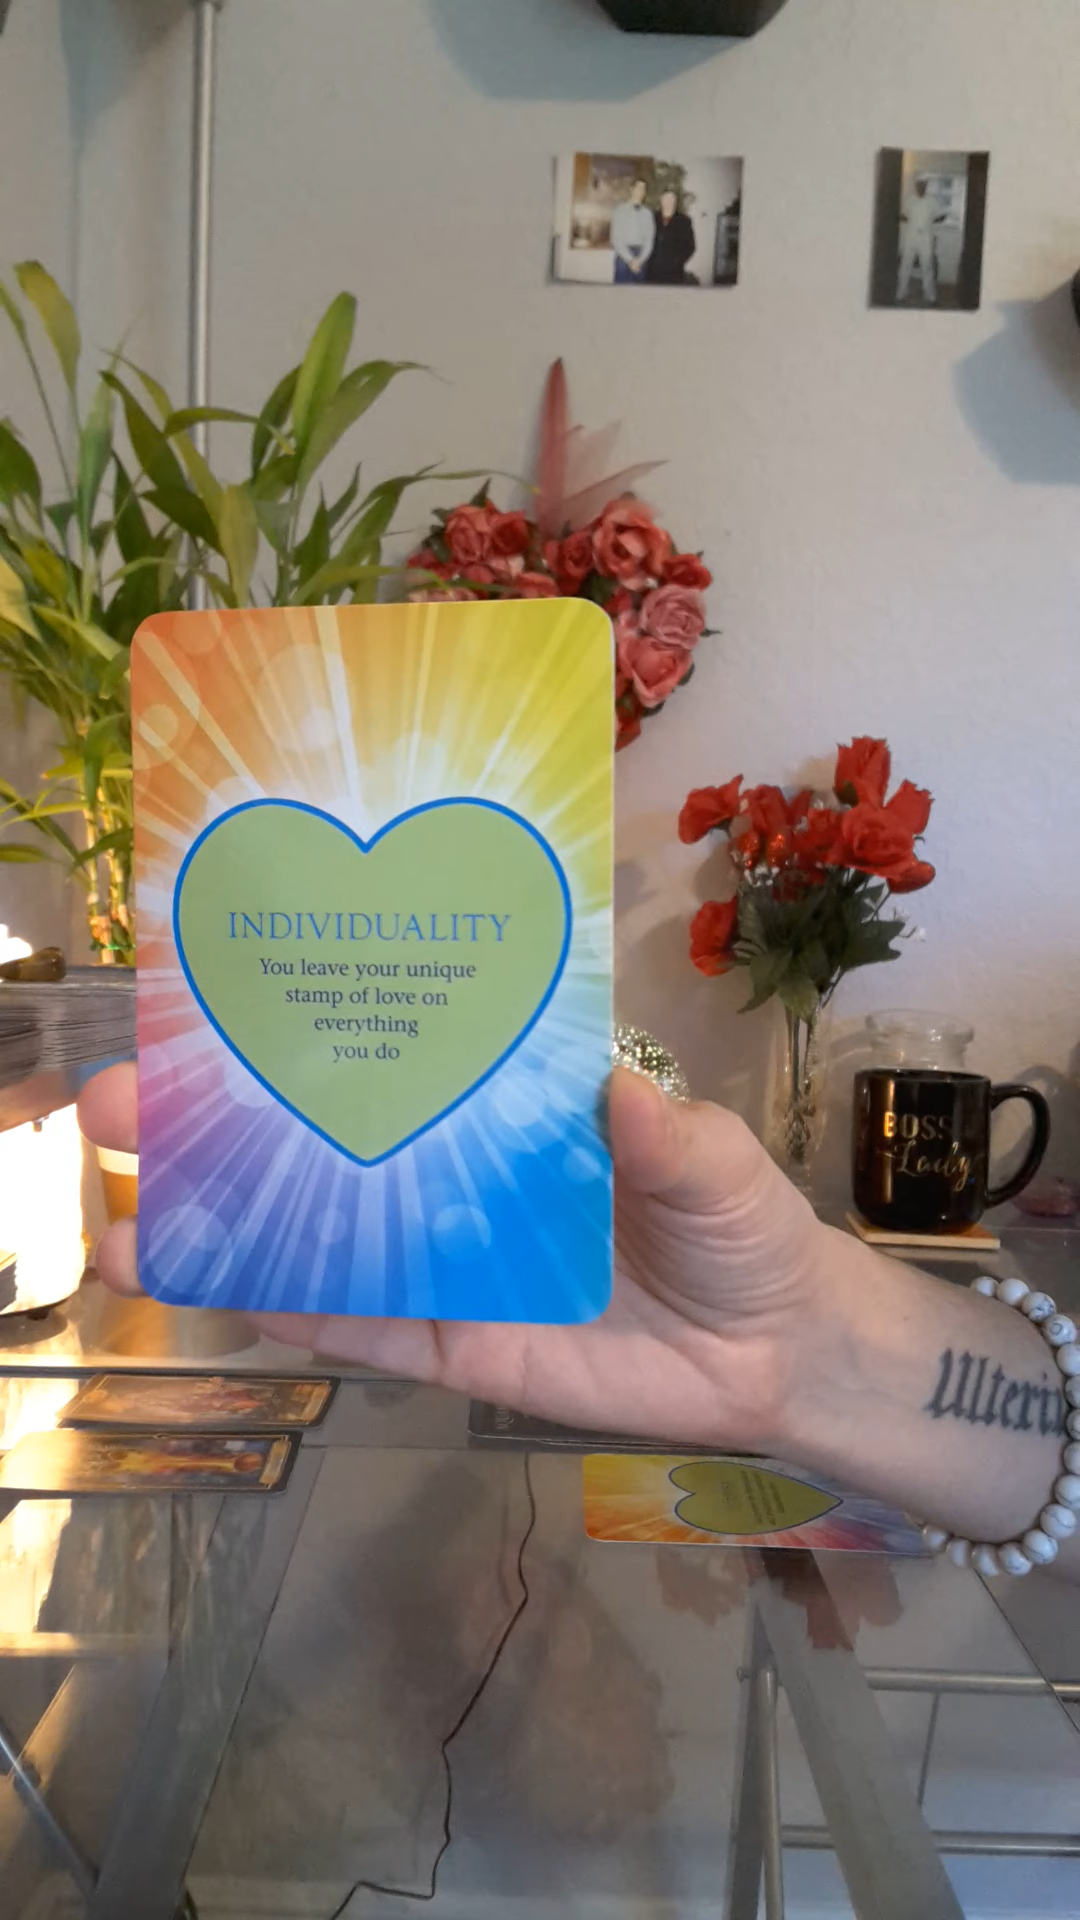 INDIVIDUALITY
You leave your unique
stamp of love on
everything
you do
BOSS
Lady